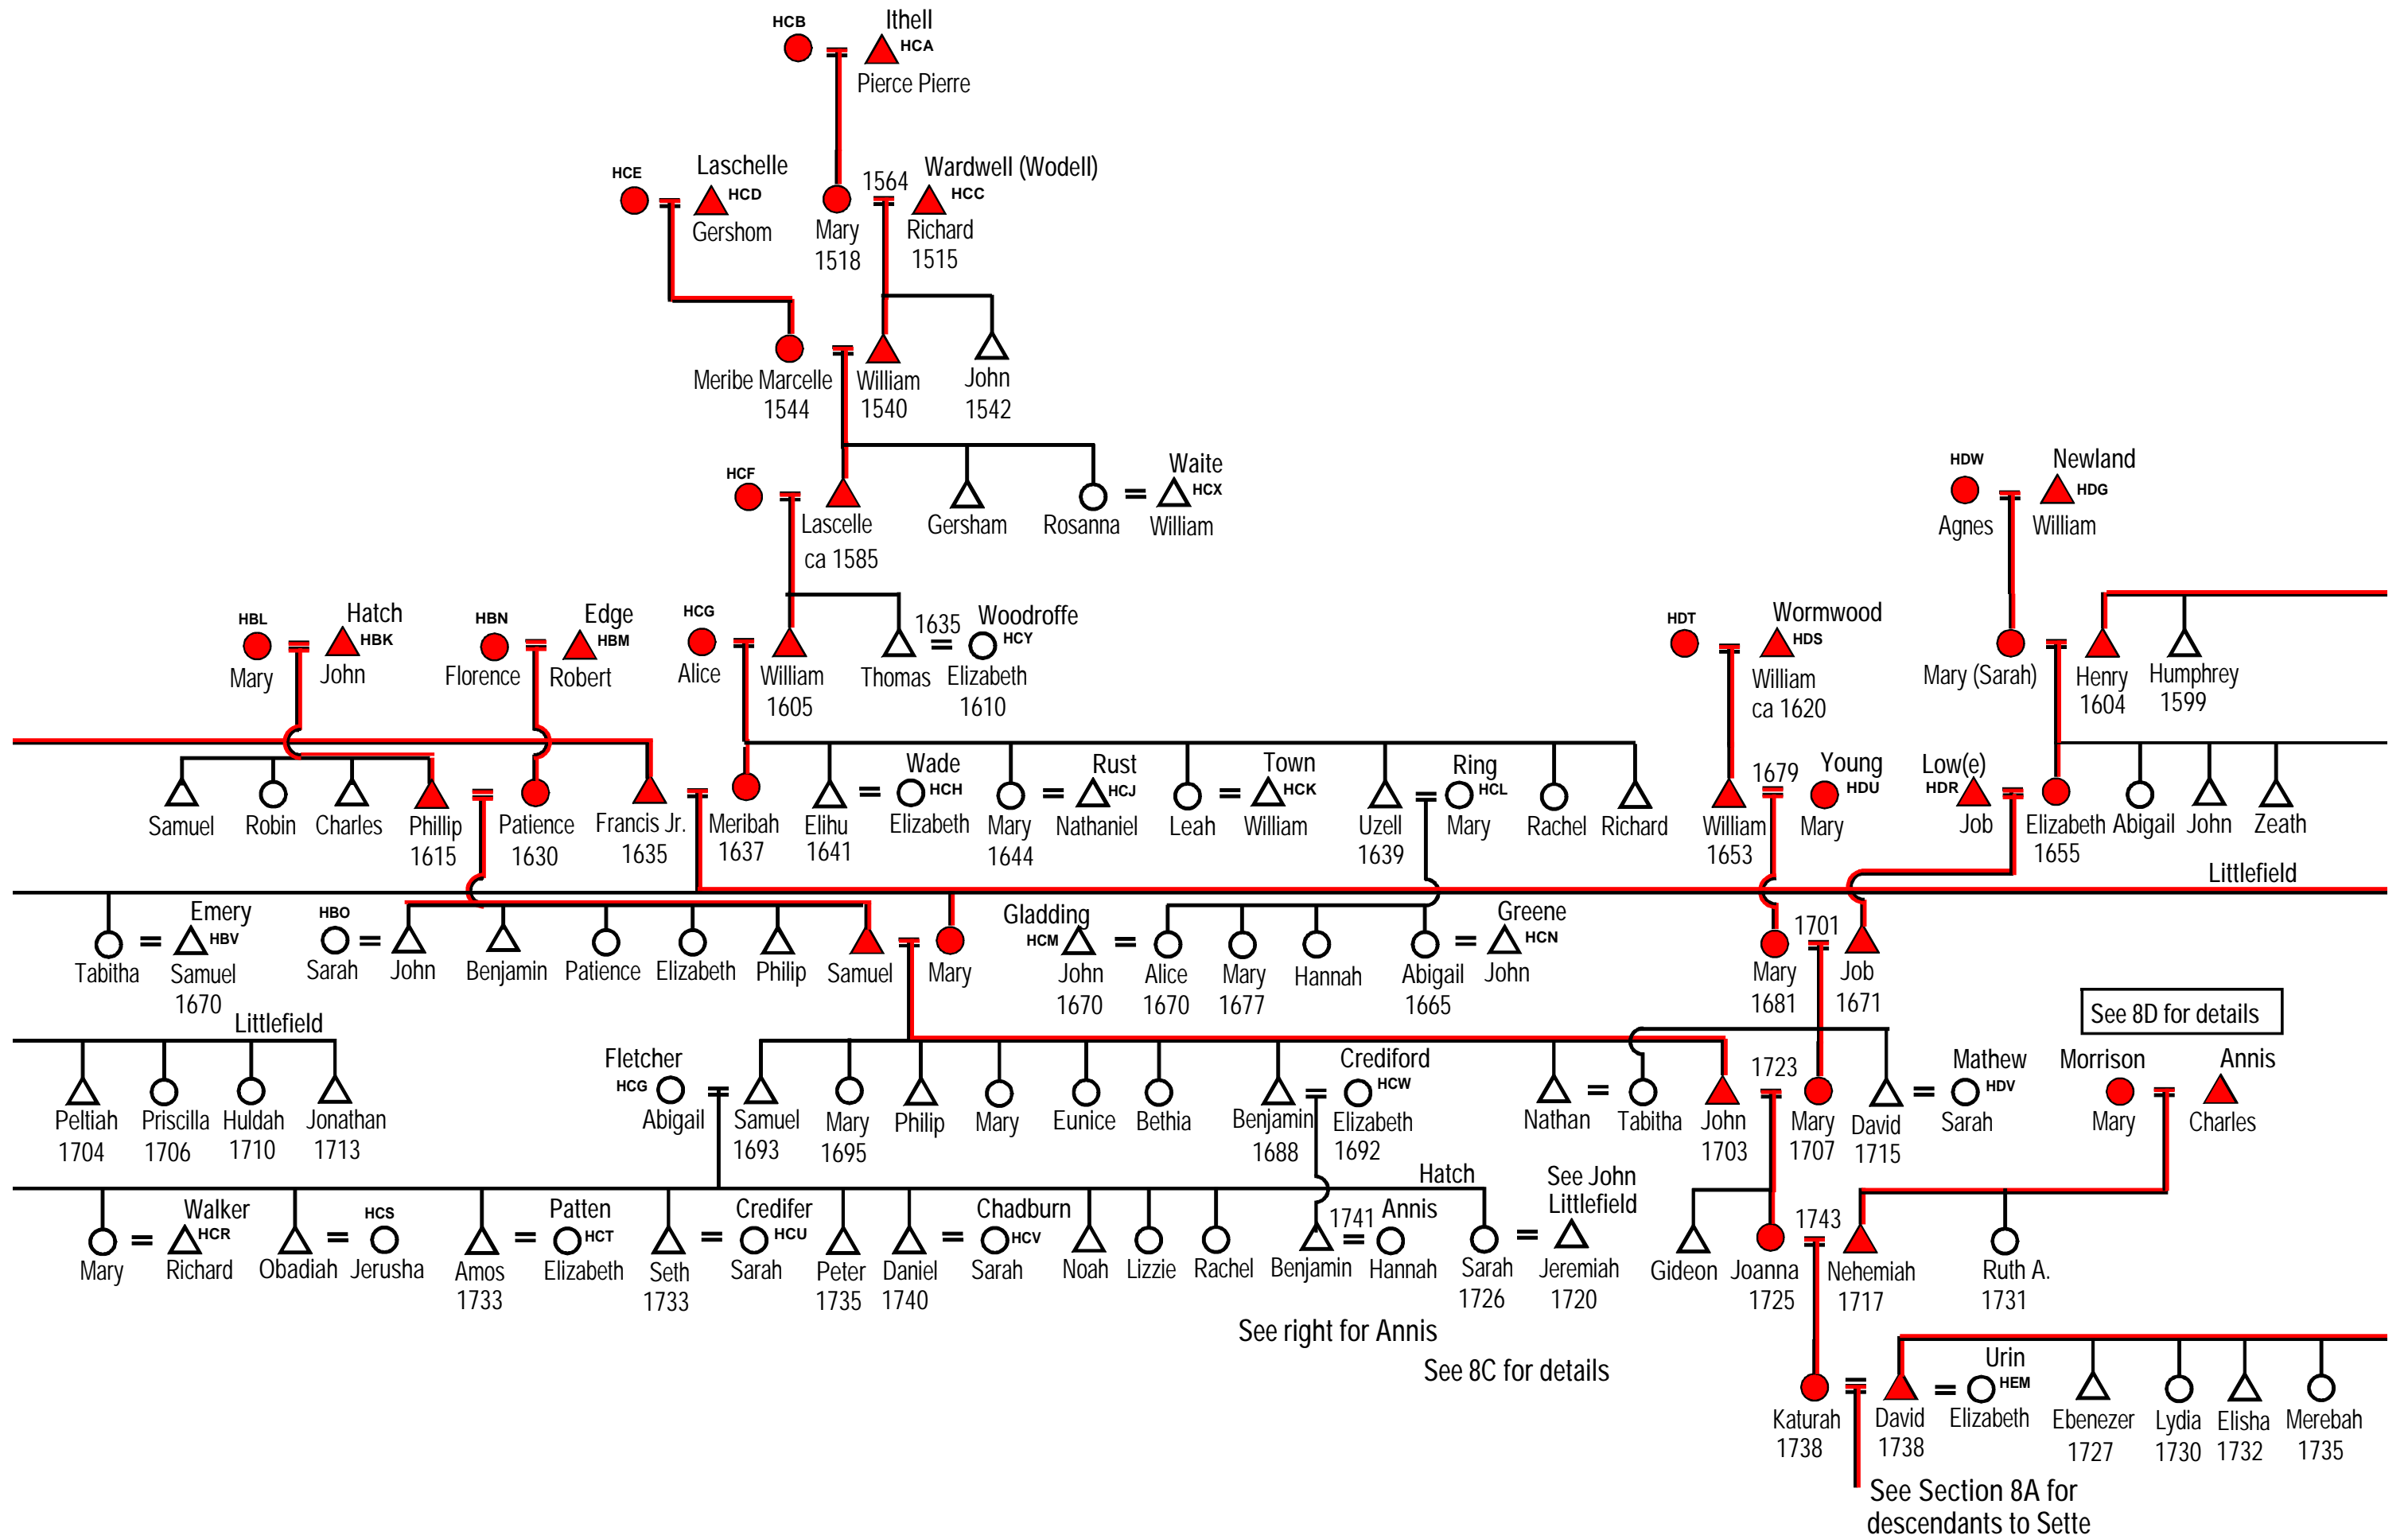 HCB
Ithell
HCA
Pierce Pierre
HCE
Laschelle
HCD
Gershom
1564
Wardwell (Wodell)
HCC
Mary
1518
Richard
1515
Meribe Marcelle
1544
William
1540
John
1542
HCF
Lascelle
ca 1585
Gersham
Rosanna
=
Waite
HCX
William
HDW
Agnes
Newland
HDG
William
HBL
Mary
Hatch
HBK
John
HBN
Florence
Edge
HBM
Robert
HCG
Alice
William
1605
Thomas
1635
=
Woodroffe
HCY
Elizabeth
1610
HDT
Wormwood
HDS
William
ca 1620
Mary (Sarah)
Henry
1604
Humphrey
1599
Samuel
Robin
Charles
Phillip
1615
Patience
1630
Francis Jr.
1635
Meribah
1637
Elihu
1641
=
Wade
HCH
Elizabeth
Mary
1644
=
Rust
HCJ
Nathaniel
Leah
=
Town
HCK
William
Uzell
1639
=
Ring
HCL
Mary
Rachel
Richard
William
1653
1679
Young
HDU
Mary
Low(e)
HDR
Job
Elizabeth
1655
Abigail
John
Zeath
Littlefield
Tabitha
=
Emery
HBV
Samuel
1670
HBO
Sarah
=
John
Benjamin
Patience
Elizabeth
Philip
Samuel
Mary
Gladding
HCM
John
1670
=
Alice
1670
Mary
1677
Hannah
Abigail
1665
=
Greene
HCN
John
Mary
1681
1701
Job
1671
See 8D for details
Littlefield
Peltiah
1704
Priscilla
1706
Huldah
1710
Jonathan
1713
Fletcher
HCG
Abigail
=
Samuel
1693
Mary
1695
Philip
Mary
Eunice
Bethia
Benjamin
1688
=
Crediford
HCW
Elizabeth
1692
Nathan
=
Tabitha
John
1703
1723
Mary
1707
David
1715
=
Mathew
HDV
Sarah
Morrison
Mary
Annis
Charles
Hatch
Mary
=
Walker
HCR
Richard
Obadiah
=
HCS
Jerusha
Amos
1733
=
Patten
HCT
Elizabeth
Seth
1733
=
Credifer
HCU
Sarah
Peter
1735
Daniel
1740
=
Chadburn
HCV
Sarah
Noah
Lizzie
Rachel
Benjamin
1741
=
Annis
Hannah
Sarah
1726
=
See John
Littlefield
Jeremiah
1720
Gideon
Joanna
1725
1743
Nehemiah
1717
Ruth A.
1731
See right for Annis
See 8C for details
Katurah
1738
=
David
1738
=
Urin
HEM
Elizabeth
Ebenezer
1727
Lydia
1730
Elisha
1732
Merebah
1735
See Section 8A for
descendants to Sette